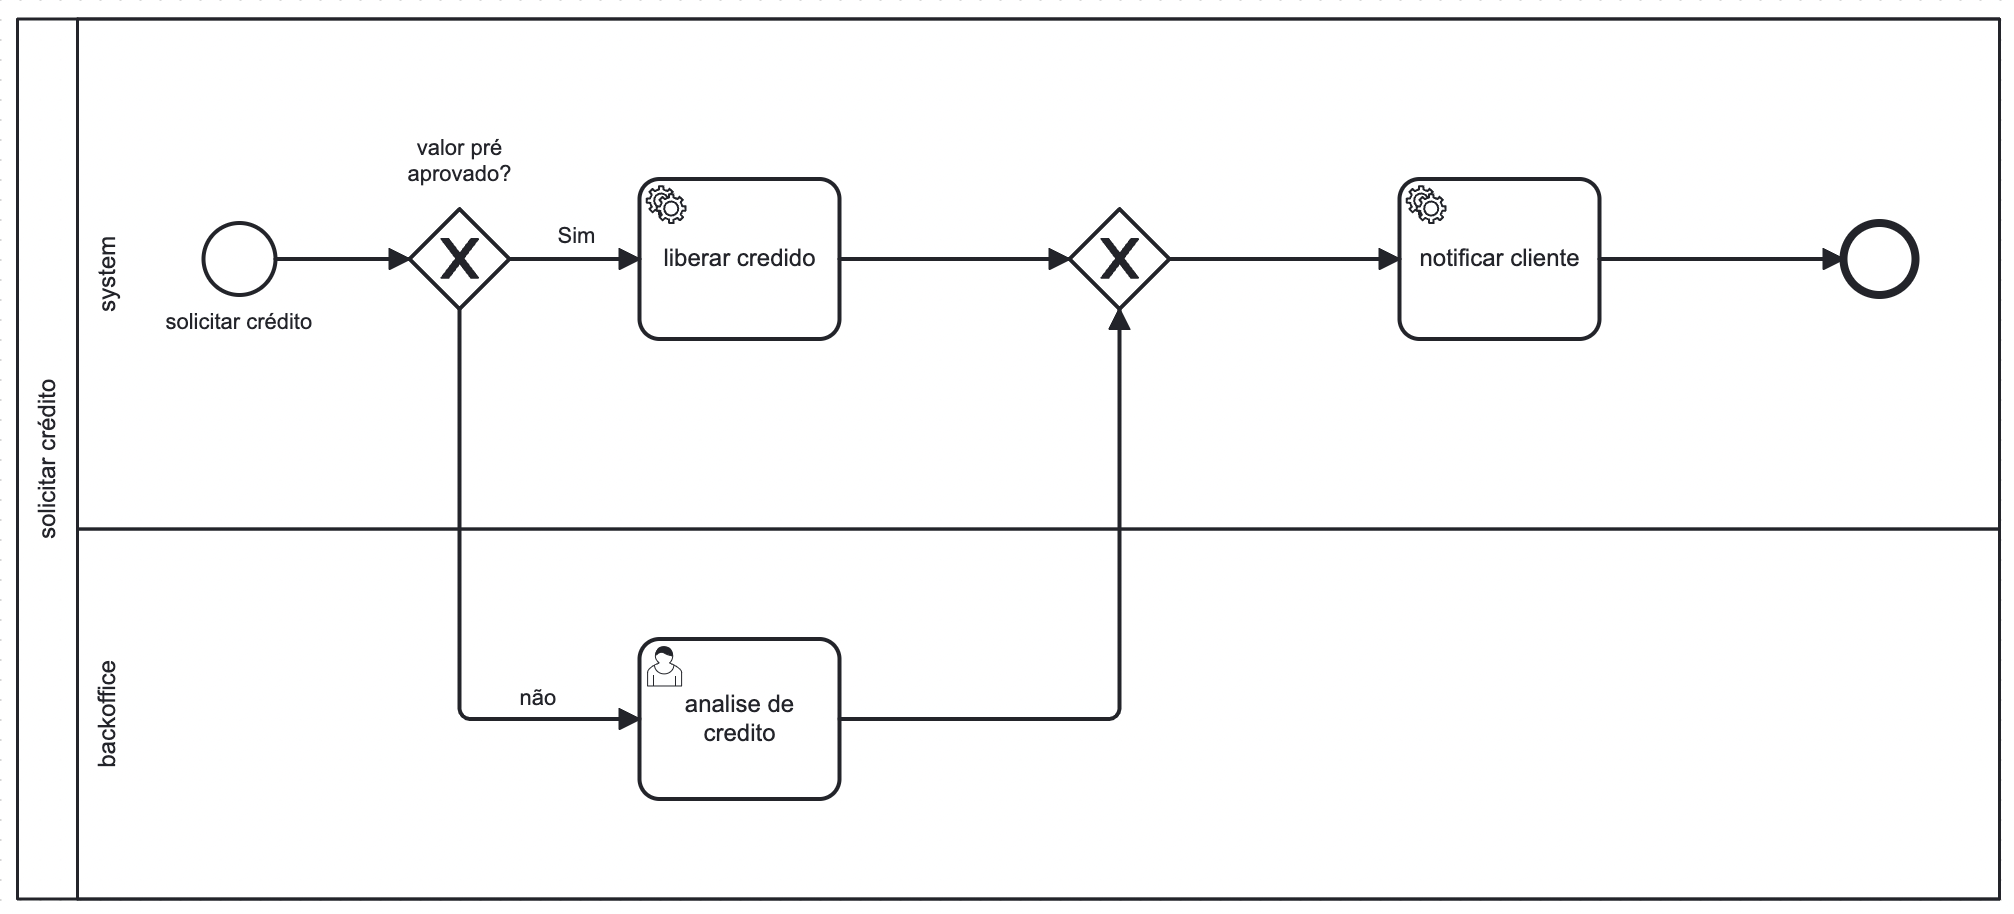 solicitar crédito
system
solicitar crédito
valor pré
aprovado?
Sim
liberar credido
notificar cliente
backoffice
não
analise de
credito